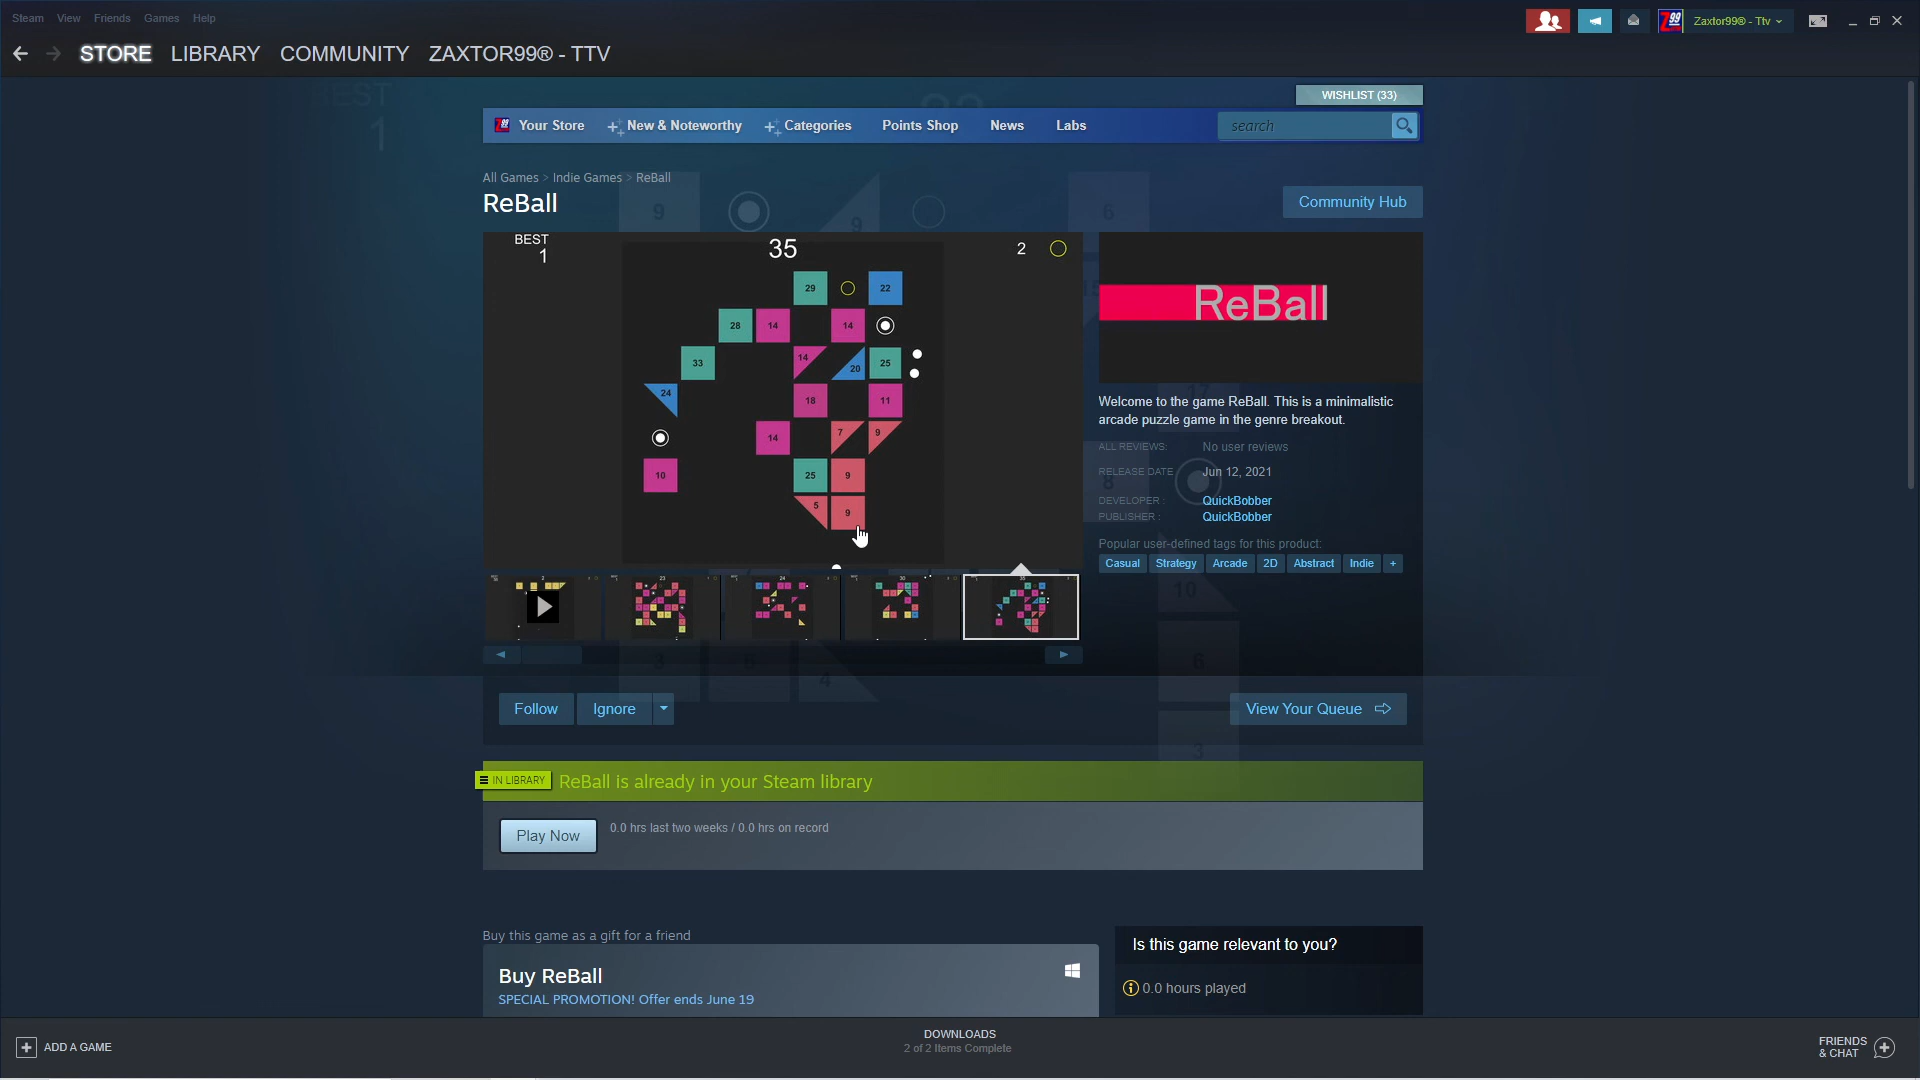 Steam View Friends Games Help
Z99 Zaxtor99® - Ttv
STORE LIBRARY COMMUNITY ZAXTOR99® - TTV
WISHLIST (33)
Your Store New & Noteworthy Categories Points Shop News Labs search
All Games > Indie Games > ReBall
ReBall
Community Hub
BEST 35 2
1
29 22
28 14 14
33 14 20 25
24 18 11
14 7 9
10 25 9
5 9
ReBall
Welcome to the game ReBall. This is a minimalistic
arcade puzzle game in the genre breakout.
ALL REVIEWS: No user reviews
RELEASE DATE Jun 12, 2021
DEVELOPER : QuickBobber
PUBLISHER : QuickBobber
Popular user-defined tags for this product:
Casual Strategy Arcade 2D Abstract Indie +
Follow Ignore View Your Queue
IN LIBRARY ReBall is already in your Steam library
Play Now 0.0 hrs last two weeks / 0.0 hrs on record
Buy this game as a gift for a friend
Buy ReBall
SPECIAL PROMOTION! Offer ends June 19
Is this game relevant to you?
0.0 hours played
ADD A GAME
DOWNLOADS
2 of 2 Items Complete
FRIENDS
& CHAT